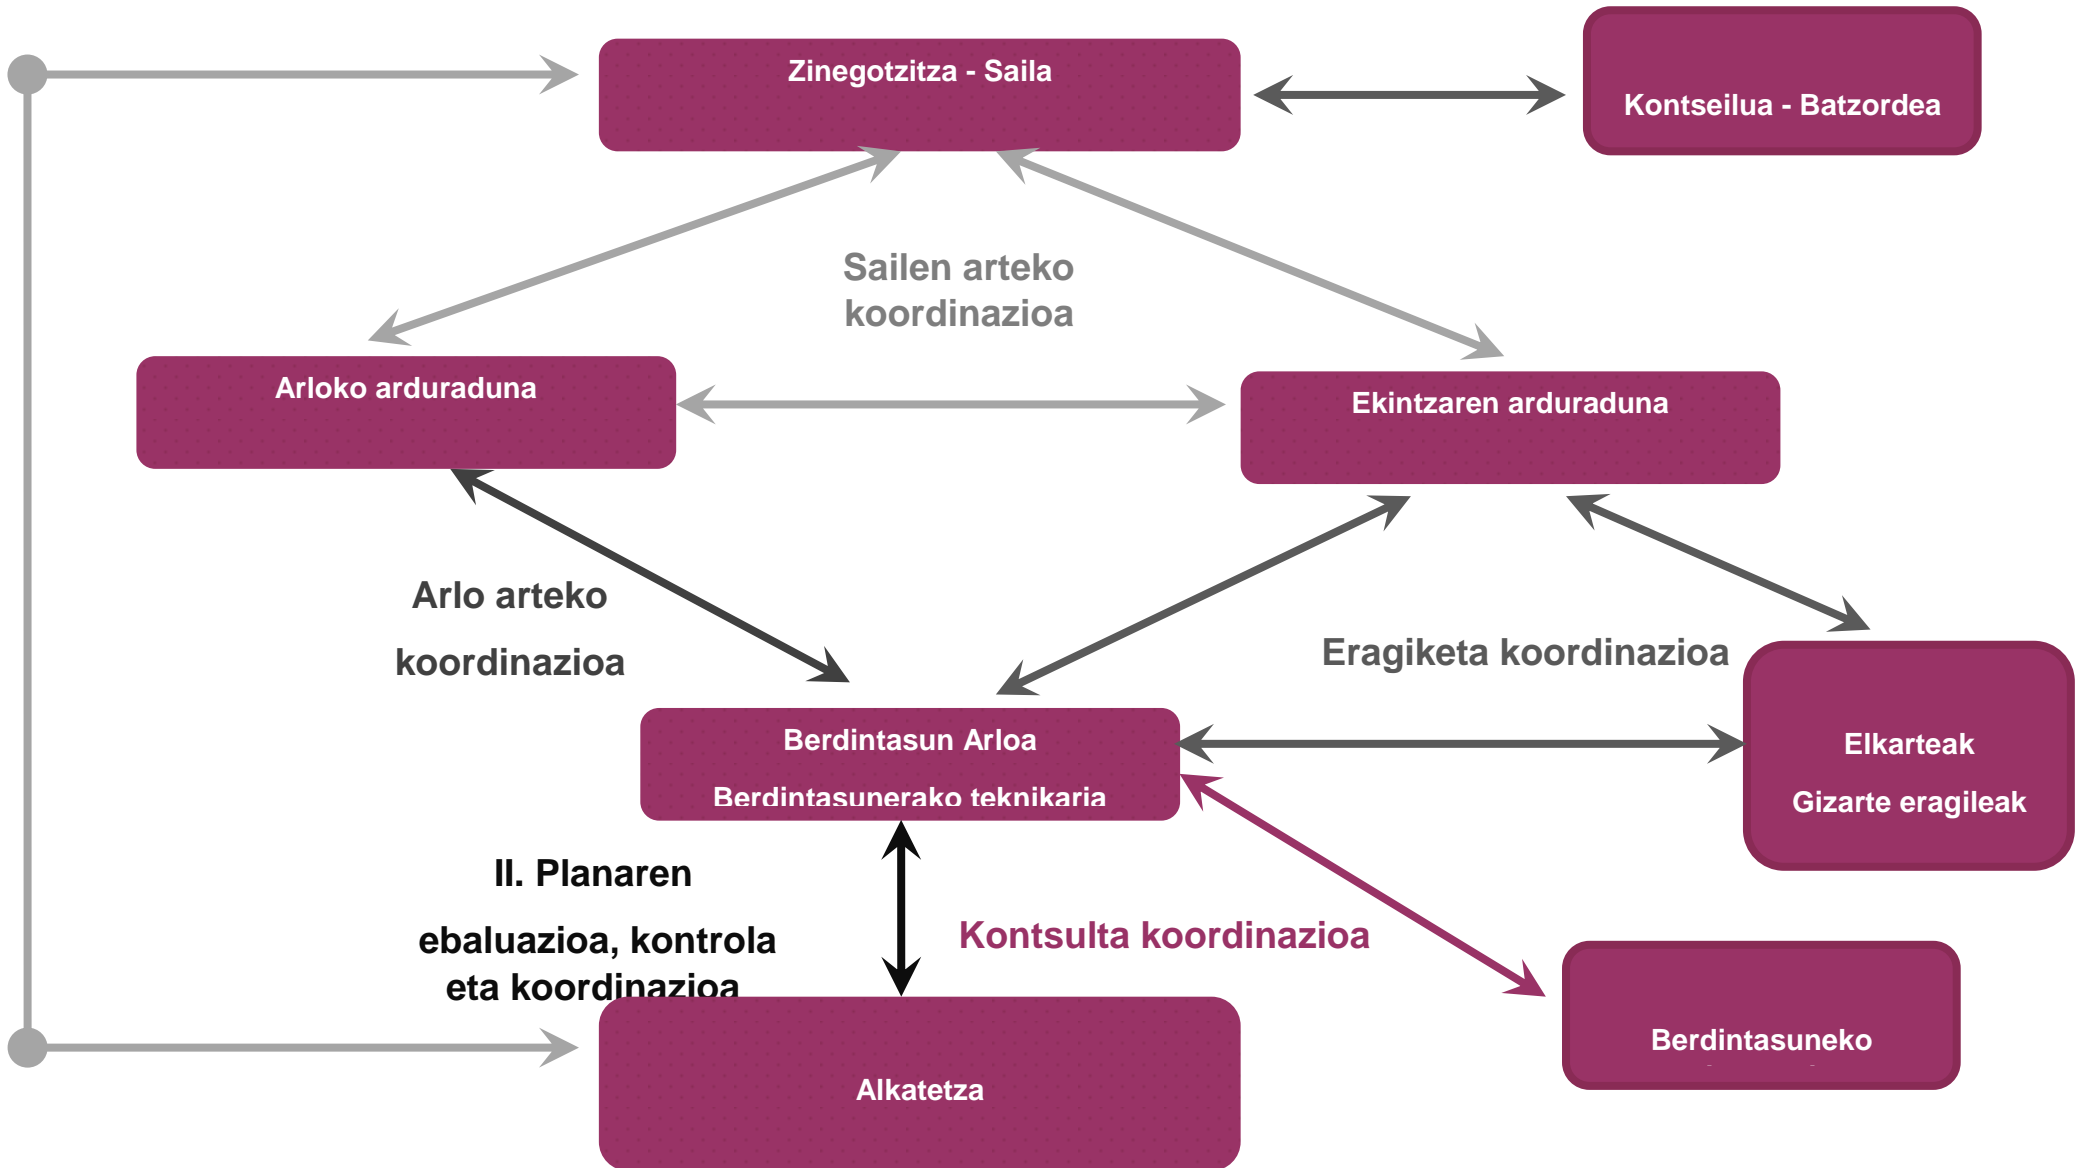 Zinegotzitza - Saila
Kontseilua - Batzordea
Sailen arteko
koordinazioa
Arloko arduraduna
Ekintzaren arduraduna
Arlo arteko
koordinazioa
Eragiketa koordinazioa
Berdintasun Arloa
Berdintasunerako teknikaria
Elkarteak
Gizarte eragileak
II. Planaren
ebaluazioa, kontrola
eta koordinazioa
Kontsulta koordinazioa
Berdintasuneko
Alkatetza